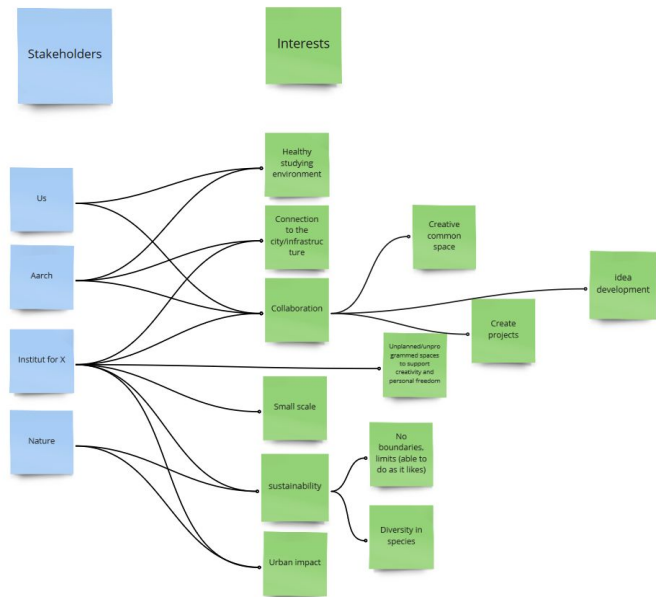 Stakeholders
Interests
Us
Aarch
Institut for X
Nature
Healthy
studying
environment
Connection
to the
city/infrastruc
ture
Collaboration
Small scale
sustainability
Urban impact
Creative
common
space
idea
development
Create
projects
Unplanned/unpro
grammed spaces
to support
creativity and
personal freedom
No
boundaries,
limits (able to
do as it likes)
Diversity in
species